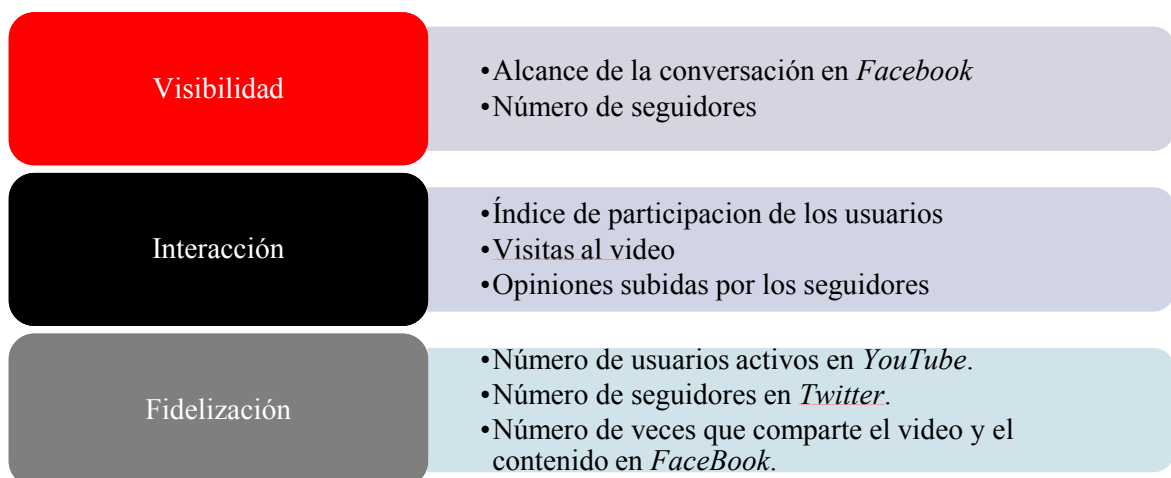 Visibilidad
•Alcance de la conversación en Facebook
•Número de seguidores
Interacción
•Índice de participacion de los usuarios
•Visitas al video
•Opiniones subidas por los seguidores
Fidelización
•Número de usuarios activos en YouTube.
•Número de seguidores en Twitter.
•Número de veces que comparte el video y el
contenido en FaceBook.